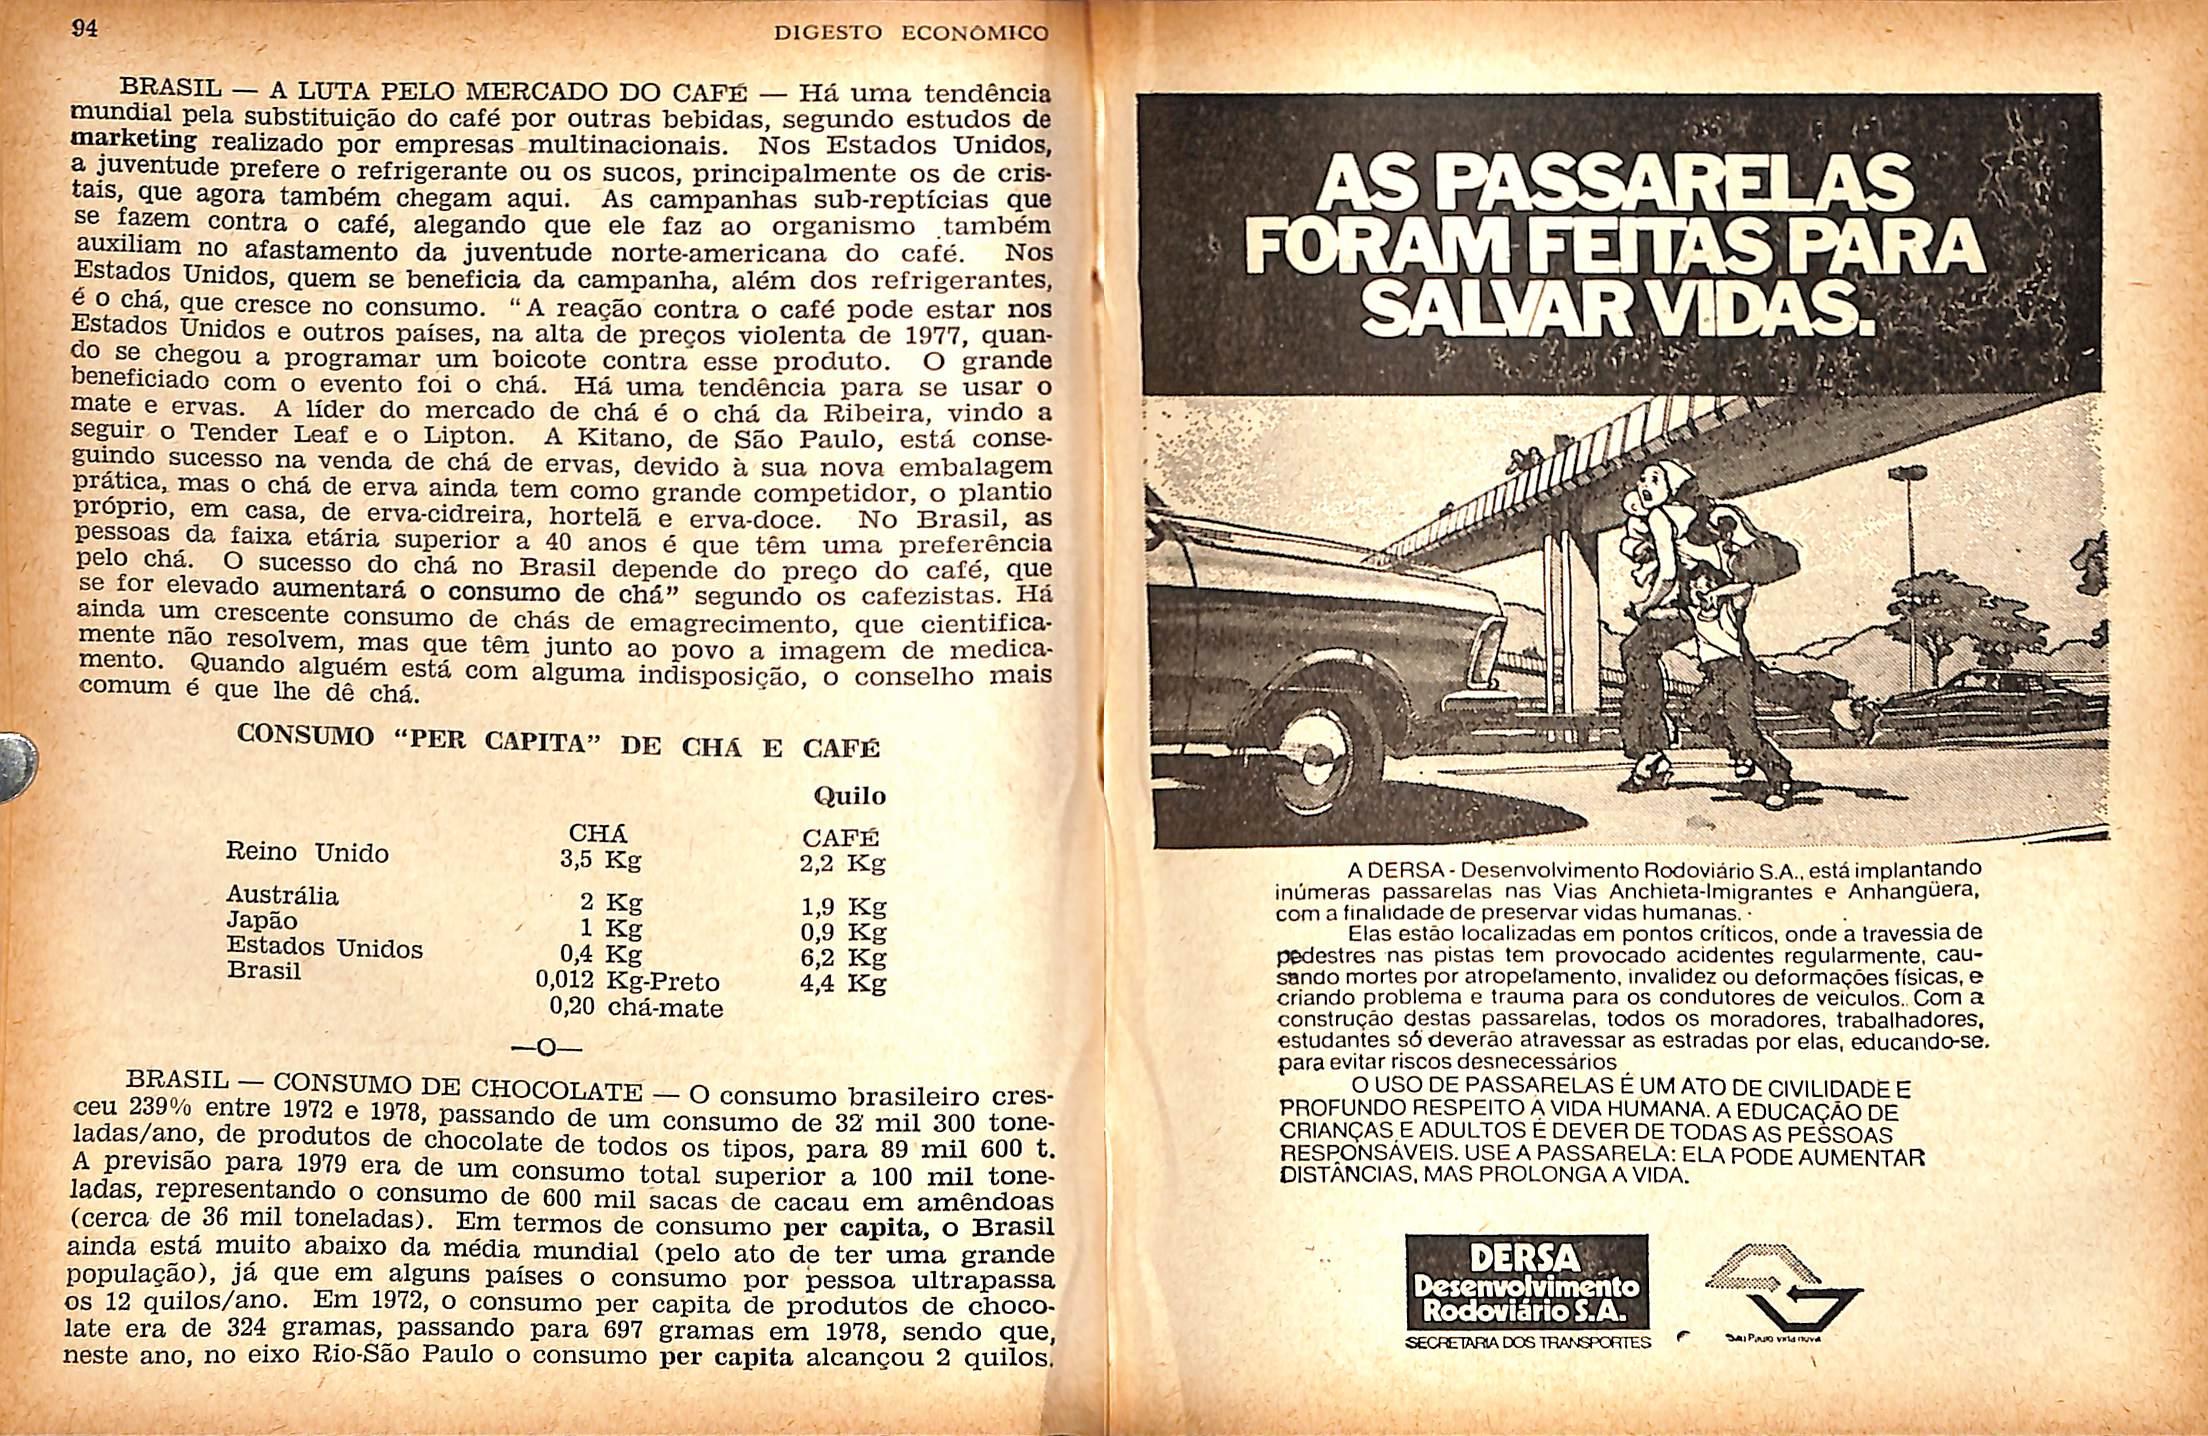 94
DIGESTO ECONÔMICO
BRASIL — A LUTA PELO MERCADO DO CAFÉ — Há uma tendência
mundial pela substituição do café por outras bebidas, segundo estudos de
marketing realizado por empresas multinacionais. Nos Estados Unidos,
a juventude prefere o refrigerante ou os sucos, principalmente os de cris-
tais, que agora também chegam aqui. As campanhas sub-reptícias que
se fazem contra o café, alegando que ele faz ao organismo também
auxiliam no afastamento da juventude norte-americana do café. Nos
Estados Unidos, quem se beneficia da campanha, além dos refrigerantes,
é o chá, que cresce no consumo. "A reação contra o café pode estar nos
Estados Unidos e outros países, na alta de preços violenta de 1977, quan-
do se chegou a programar um boicote contra esse produto. O grande
beneficiado com o evento foi o chá. Há uma tendência para se usar o
mate e ervas. A líder do mercado de chá é o chá da Ribeira, vindo a
seguir o Tender Leaf e o Lipton. A Kitano, de São Paulo, está conse-
guindo sucesso na venda de chá de ervas, devido à sua nova embalagem
prática, mas o chá de erva ainda tem como grande competidor, o plantio
próprio, em casa, de erva-cidreira, hortelã e erva-doce. No Brasil, as
pessoas da faixa etária superior a 40 anos é que têm uma preferência
pelo chá. O sucesso do chá no Brasil depende do preço do café, que
se for elevado aumentará o consumo de chá" segundo os cafezistas. Há
ainda um crescente consumo de chás de emagrecimento, que cientifica-
mente não resolvem, mas que têm junto ao povo a imagem de medica-
mento. Quando alguém está com alguma indisposição, o conselho mais
comum é que lhe dê chá.
CONSUMO "PER CAPITA" DE CHÁ E CAFÉ
Quilo
CHÁ CAFÉ
Reino Unido 3,5 Kg 2,2 Kg
Austrália 2 Kg 1,9 Kg
Japão 1 Kg 0,9 Kg
Estados Unidos 0,4 Kg 6,2 Kg
Brasil 0,012 Kg-Preto 4,4 Kg
0,20 chá-mate
—O—
BRASIL — CONSUMO DE CHOCOLATE — O consumo brasileiro cres-
ceu 239% entre 1972 e 1978, passando de um consumo de 32 mil 300 tone-
ladas/ano, de produtos de chocolate de todos os tipos, para 89 mil 600 t.
A previsão para 1979 era de um consumo total superior a 100 mil tone-
ladas, representando o consumo de 600 mil sacas de cacau em amêndoas
(cerca de 36 mil toneladas). Em termos de consumo per capita, o Brasil
ainda está muito abaixo da média mundial (pelo ato de ter uma grande
população), já que em alguns países o consumo por pessoa ultrapassa
os 12 quilos/ano. Em 1972, o consumo per capita de produtos de choco-
late era de 324 gramas, passando para 697 gramas em 1978, sendo que,
neste ano, no eixo Rio-São Paulo o consumo per capita alcançou 2 quilos.
AS PASSARELAS
FORAM FEITAS PARA
SALVAR VIDAS.
A DERSA - Desenvolvimento Rodoviário S.A., está implantando
inúmeras passarelas nas Vias Anchieta-Imigrantes e Anhangüera,
com a finalidade de preservar vidas humanas.
Elas estão localizadas em pontos críticos, onde a travessia de
pedestres nas pistas tem provocado acidentes regularmente, cau-
sando mortes por atropelamento, invalidez ou deformações físicas, e
criando problema e trauma para os condutores de veículos. Com a
construção destas passarelas, todos os moradores, trabalhadores,
estudantes só deverão atravessar as estradas por elas, educando-se.
para evitar riscos desnecessários
O USO DE PASSARELAS É UM ATO DE CIVILIDADE E
PROFUNDO RESPEITO À VIDA HUMANA. A EDUCAÇÃO DE
CRIANÇAS E ADULTOS É DEVER DE TODAS AS PESSOAS
RESPONSÁVEIS. USE A PASSARELA: ELA PODE AUMENTAR
DISTÂNCIAS, MAS PROLONGA A VIDA.
DERSA
Desenvolvimento
Rodoviário S.A.
SECRETARIA DOS TRANSPORTES
São Paulo vida nova